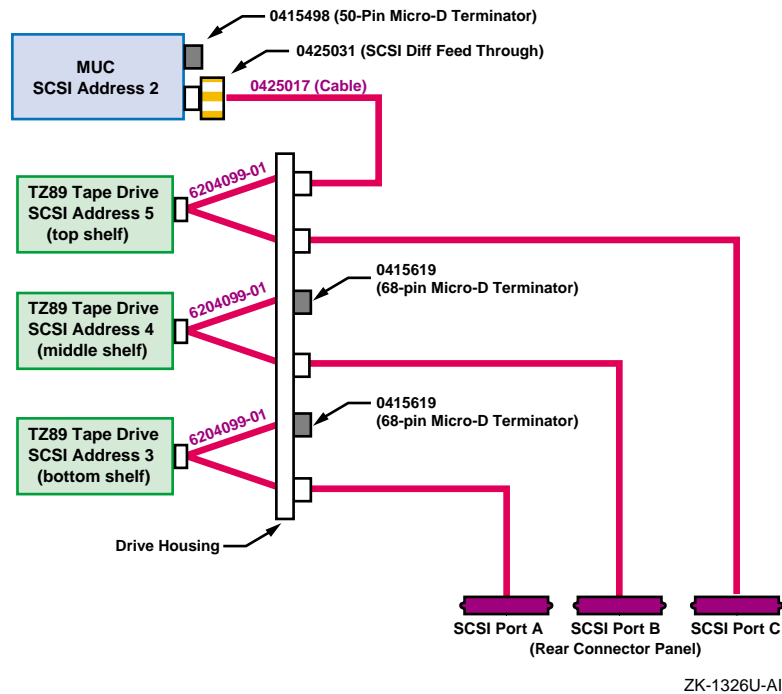 0415498 (50-Pin Micro-D Terminator)
0425031 (SCSI Diff Feed Through)
MUC
SCSI Address 2
0425017 (Cable)
TZ89 Tape Drive
SCSI Address 5
(top shelf)
6204099-01
0415619
(68-pin Micro-D Terminator)
TZ89 Tape Drive
SCSI Address 4
(middle shelf)
6204099-01
0415619
(68-pin Micro-D Terminator)
TZ89 Tape Drive
SCSI Address 3
(bottom shelf)
6204099-01
Drive Housing
SCSI Port A
SCSI Port B
SCSI Port C
(Rear Connector Panel)
ZK-1326U-AI